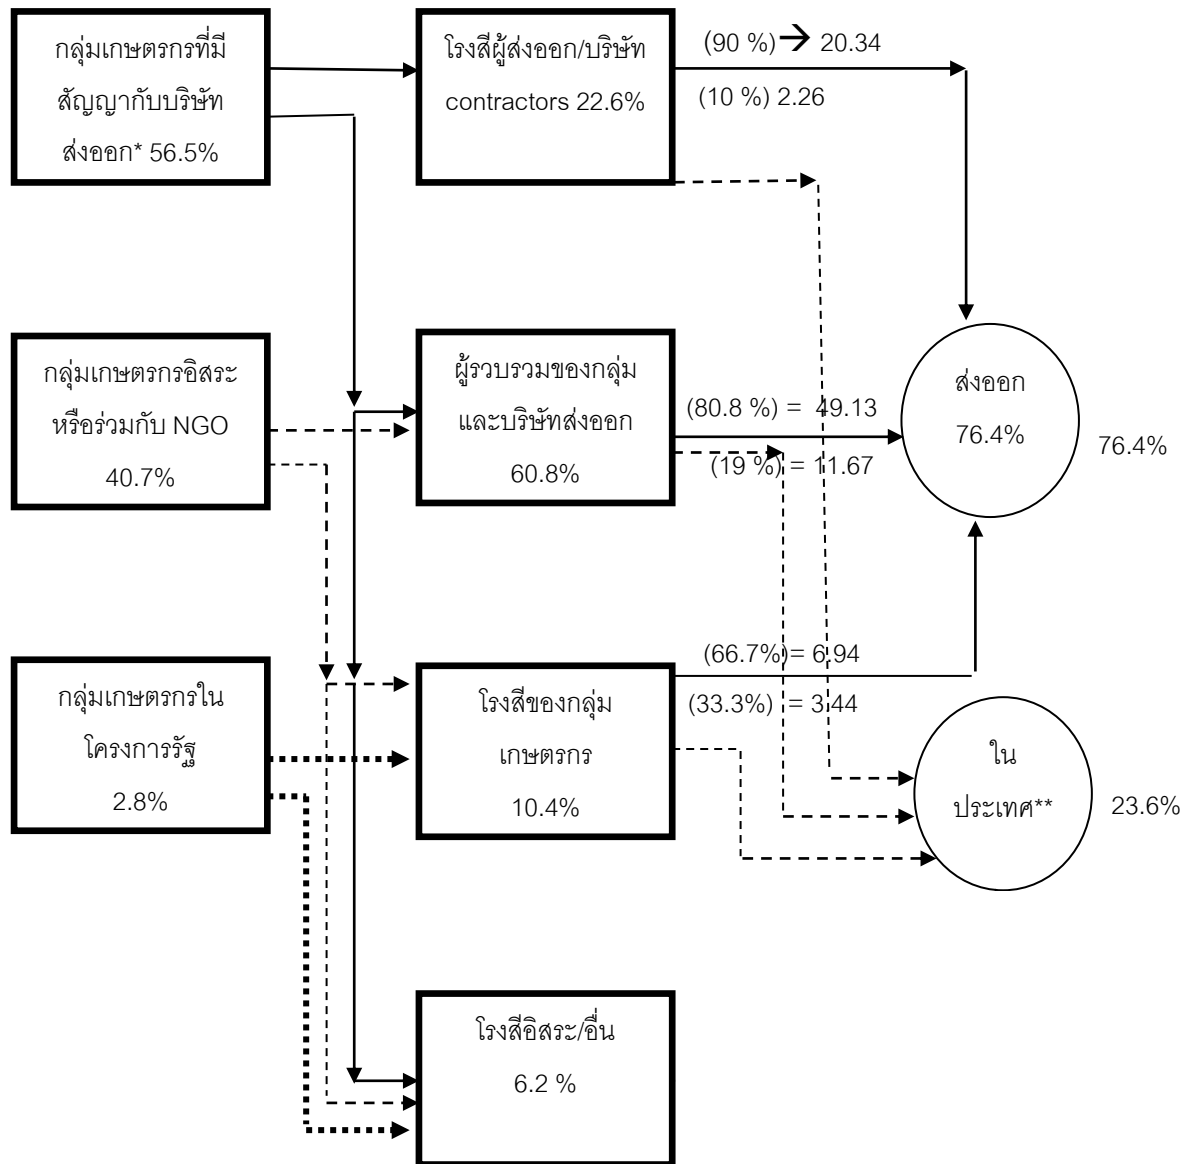 กลุ่มเกษตรกรที่มี
สัญญากับบริษัท
ส่งออก* 56.5%
โรงสีผู้ส่งออก/บริษัท
contractors 22.6%
(90 %)→ 20.34
(10 %) 2.26
กลุ่มเกษตรกรอิสระ
หรือร่วมกับ NGO
40.7%
ผู้รวบรวมของกลุ่ม
และบริษัทส่งออก
60.8%
(80.8 %) = 49.13
(19 %) = 11.67
ส่งออก
76.4%
76.4%
กลุ่มเกษตรกรใน
โครงการรัฐ
2.8%
โรงสีของกลุ่ม
เกษตรกร
10.4%
(66.7%)= 6.94
(33.3%) = 3.44
ใน
ประเทศ**
23.6%
โรงสีอิสระ/อื่น
6.2 %